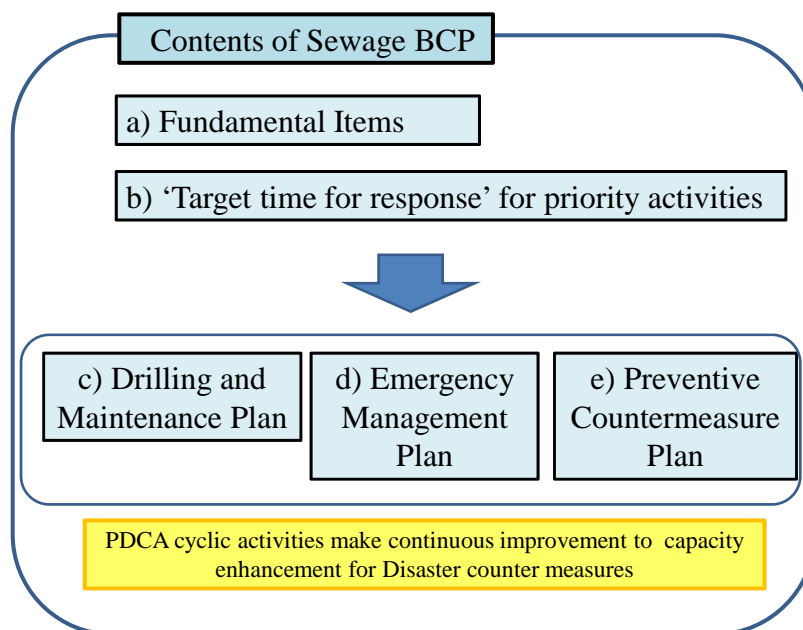 Contents of Sewage BCP
a) Fundamental Items
b) ‘Target time for response’ for priority activities
c) Drilling and
Maintenance Plan
d) Emergency
Management
Plan
e) Preventive
Countermeasure
Plan
PDCA cyclic activities make continuous improvement to capacity
enhancement for Disaster counter measures